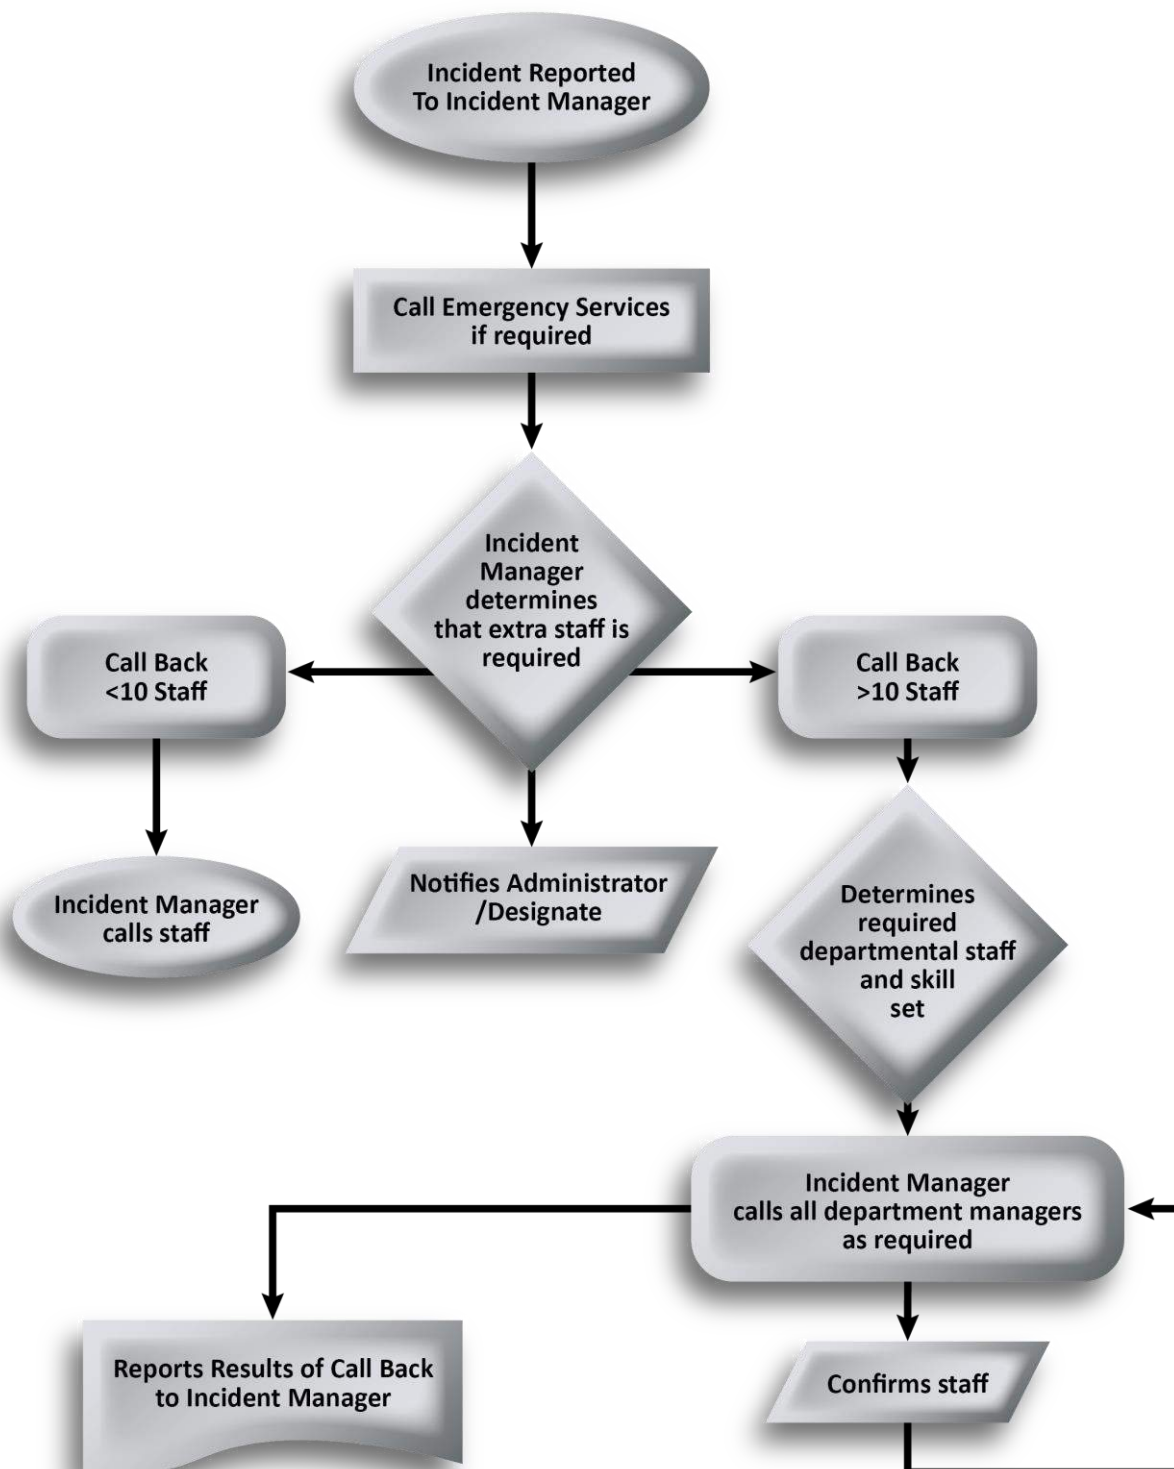 Incident Reported
To Incident Manager
Call Emergency Services
if required
Incident
Manager
determines
that extra staff is
required
Call Back
<10 Staff
Call Back
>10 Staff
Incident Manager
calls staff
Notifies Administrator
/Designate
Determines
required
departmental staff
and skill
set
Incident Manager
calls all department managers
as required
Reports Results of Call Back
to Incident Manager
Confirms staff